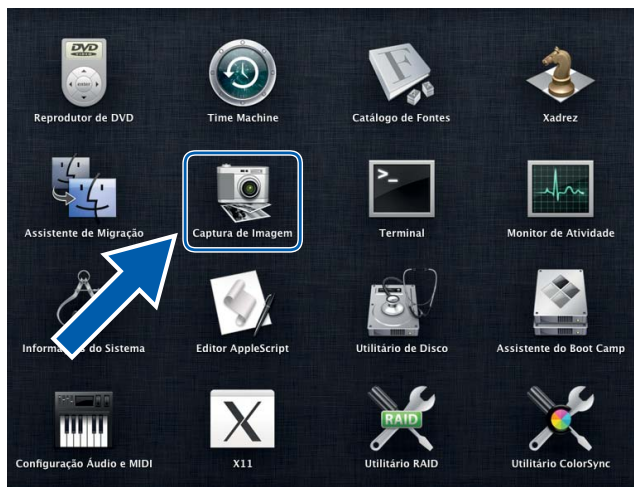 DVD
VIDEO
Reprodutor de DVD
Time Machine
F
Catálogo de Fontes
Xadrez
Assistente de Migração
Captura de Imagem
>_
Terminal
Monitor de Atividade
do Sistema
Editor AppleScript
Utilitário de Disco
Assistente do Boot Camp
Configuração Áudio e MIDI
X
X11
RAID
Utilitário RAID
Utilitário ColorSync